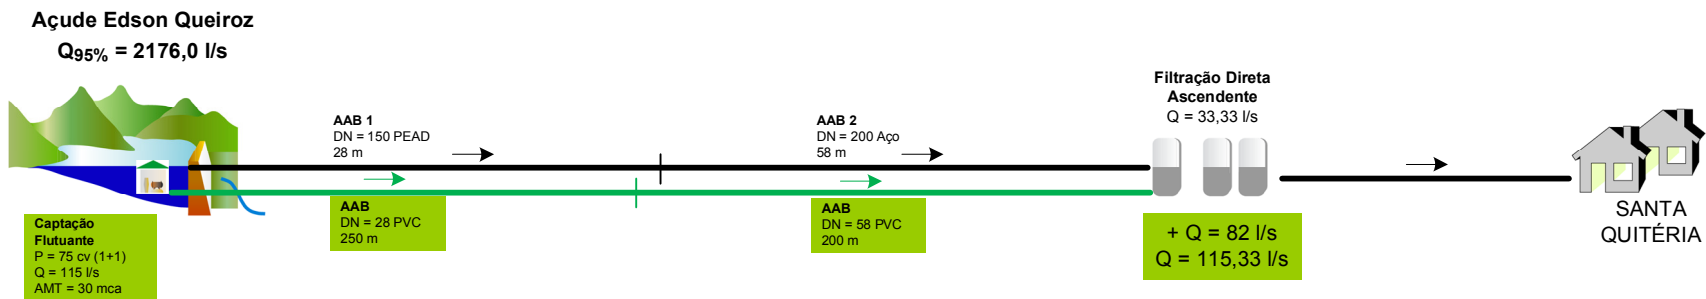 Açude Edson Queiroz
Q95% = 2176,0 l/s
AAB 1
DN = 150 PEAD
28 m
AAB 2
DN = 200 Aço
58 m
Filtração Direta
Ascendente
Q = 33,33 l/s
Captação
Flutuante
P = 75 cv (1+1)
Q = 115 l/s
AMT = 30 mca
AAB
DN = 28 PVC
250 m
AAB
DN = 58 PVC
200 m
+ Q = 82 l/s
Q = 115,33 l/s
SANTA
QUITÉRIA